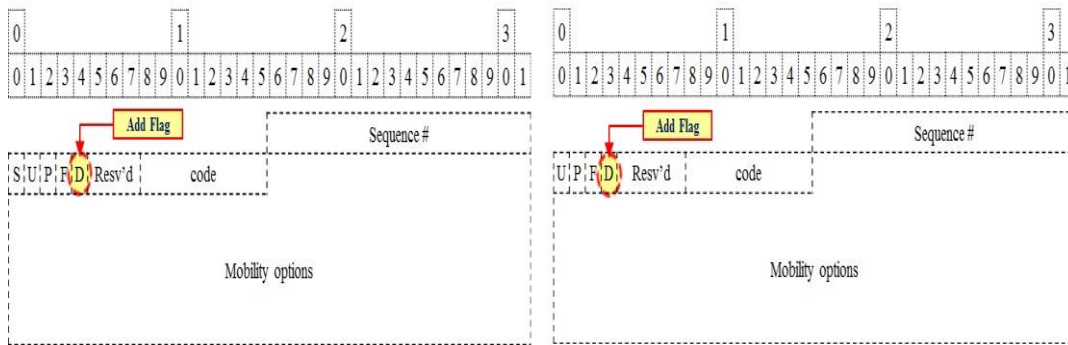 0 1 2 3
0 1 2 3 4 5 6 7 8 9 0 1 2 3 4 5 6 7 8 9 0 1 2 3 4 5 6 7 8 9 0 1
Add Flag
Sequence #
S U P F D Resv’d code
Mobility options
0 1 2 3
0 1 2 3 4 5 6 7 8 9 0 1 2 3 4 5 6 7 8 9 0 1 2 3 4 5 6 7 8 9 0 1
Add Flag
Sequence #
U P F D Resv’d code
Mobility options